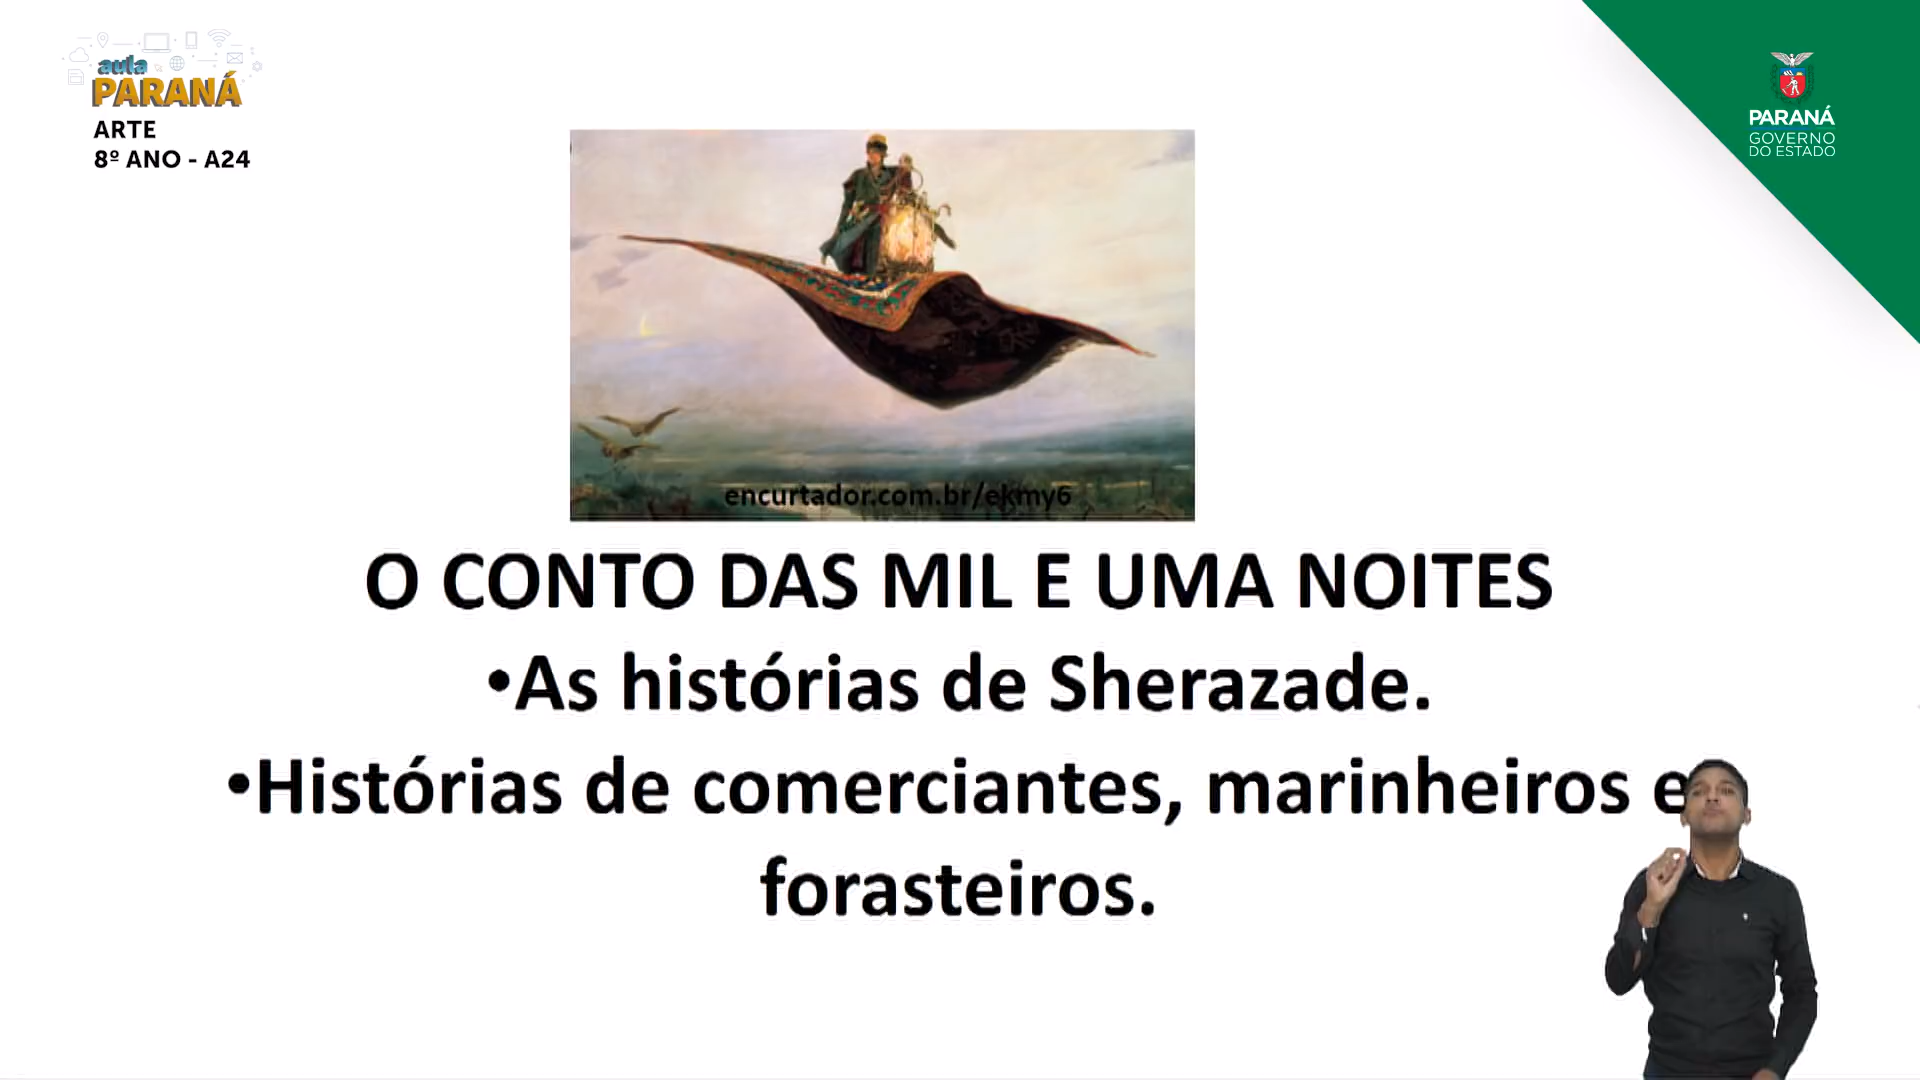 aula
PARANÁ
ARTE
8º ANO - A24
PARANÁ
GOVERNO
DO ESTADO
encurtador.com.br/ekmy6
O CONTO DAS MIL E UMA NOITES
•As histórias de Sherazade.
•Histórias de comerciantes, marinheiros e
forasteiros.